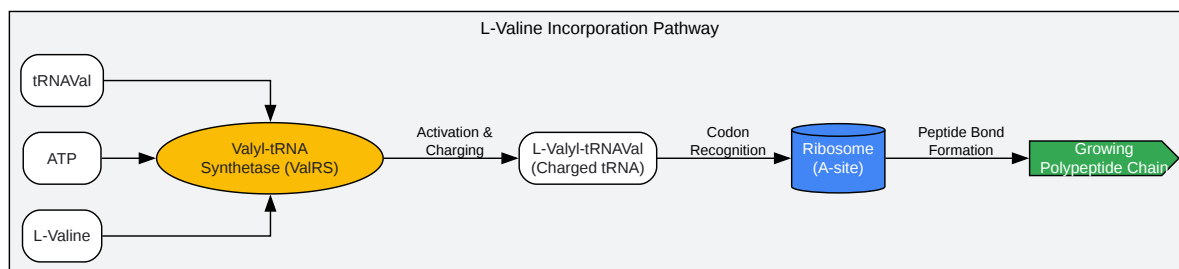 L-Valine Incorporation Pathway
tRNAVal
ATP
L-Valine
Valyl-tRNA
Synthetase (ValRS)
Activation &
Charging
L-Valyl-tRNAVal
(Charged tRNA)
Codon
Recognition
Ribosome
(A-site)
Peptide Bond
Formation
Growing
Polypeptide Chain